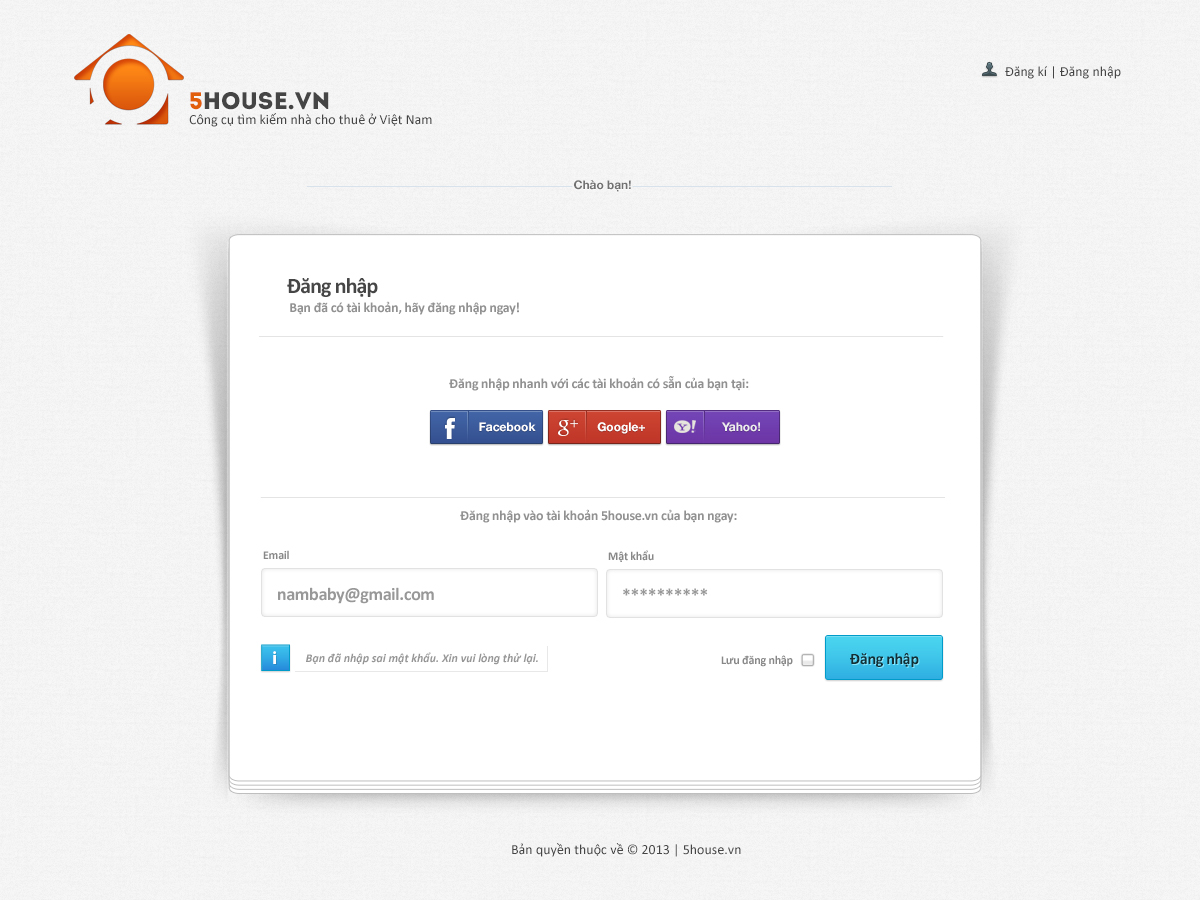 Đăng kí | Đăng nhập
5HOUSE.VN
Công cụ tìm kiếm nhà cho thuê ở Việt Nam
Chào bạn!
Đăng nhập
Bạn đã có tài khoản, hãy đăng nhập ngay!
Đăng nhập nhanh với các tài khoản có sẵn của bạn tại:
f Facebook
g+ Google+
Y! Yahoo!
Đăng nhập vào tài khoản 5house.vn của bạn ngay:
Email
Mật khẩu
nambaby@gmail.com
**********
i Bạn đã nhập sai mật khẩu. Xin vui lòng thử lại.
Lưu đăng nhập
Đăng nhập
Bản quyền thuộc về © 2013 | 5house.vn